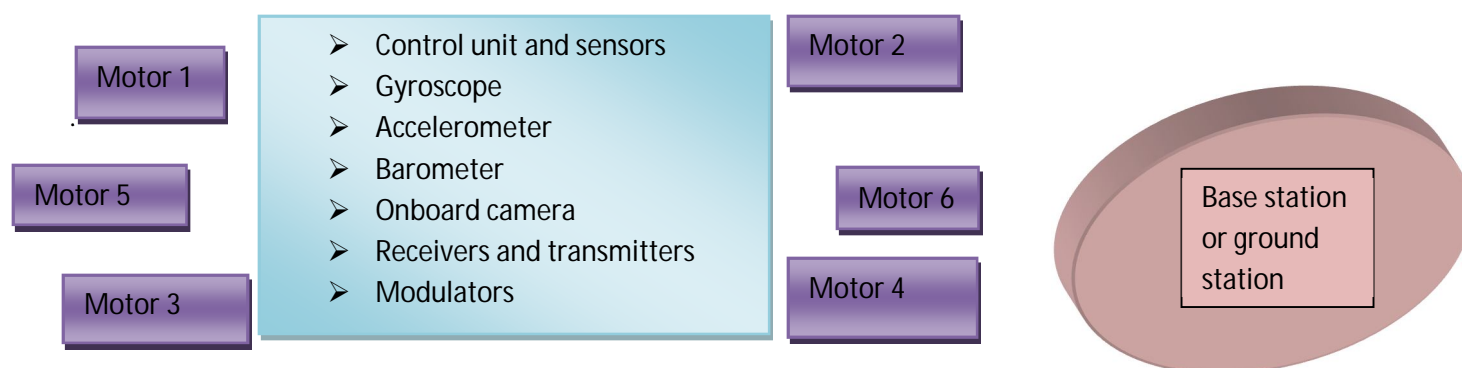 Motor 1
Motor 5
Motor 3
➢ Control unit and sensors
➢ Gyroscope
➢ Accelerometer
➢ Barometer
➢ Onboard camera
➢ Receivers and transmitters
➢ Modulators
Motor 2
Motor 6
Motor 4
Base station
or ground
station